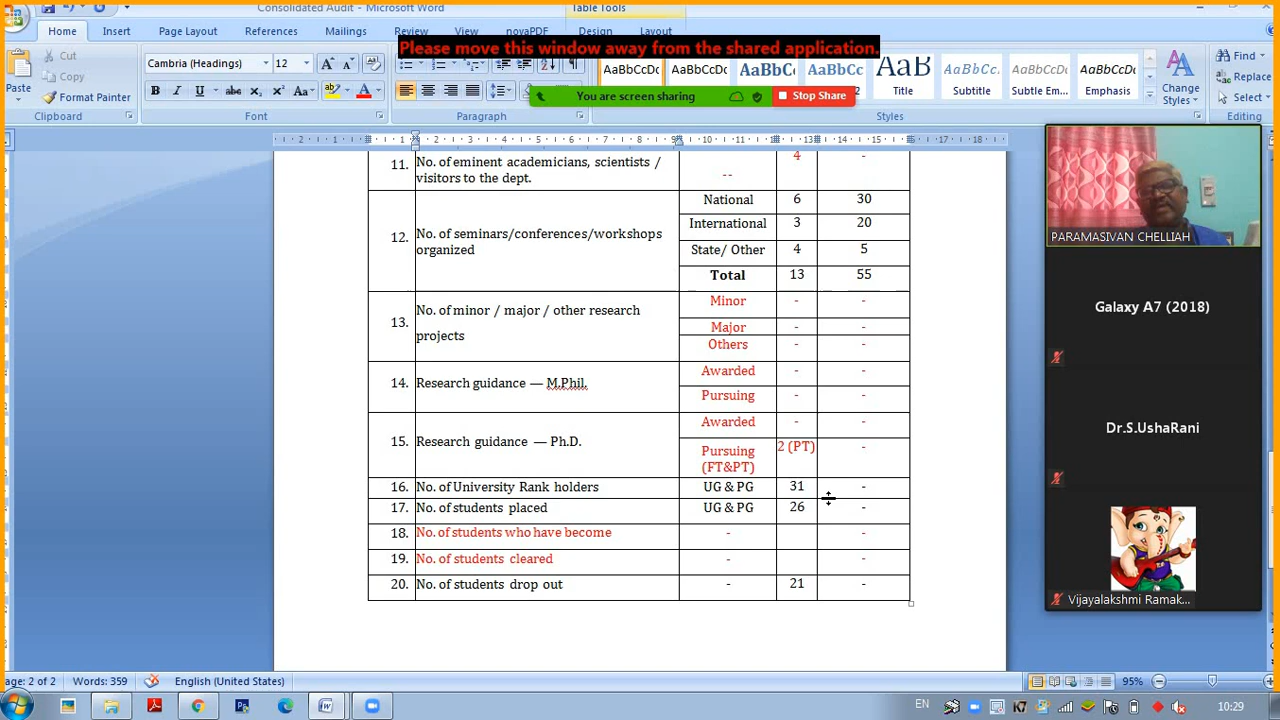 Consolidated Audit - Microsoft Word
Table Tools
Home Insert Page Layout References Mailings Review View novaPDF Design Layout
Please move this window away from the shared application.
You are screen sharing Stop Share
Cut
Copy
Format Painter
Paste
Clipboard
Cambria (Headings) 12
Font
Paragraph
AaBbCcDc AaBbCcDc AaBbCc AaBbCc AaB AaBbCcL AaBbCcDt AaBbCcDt
Title Subtitle Subtle Em... Emphasis
Change Styles
Styles
Find
Replace
Select
Editing
11. No. of eminent academicians, scientists / 4 -
visitors to the dept. --
12. No. of seminars/conferences/workshops
organized
National 6 30
International 3 20
State/ Other 4 5
Total 13 55
13. No. of minor / major / other research
projects
Minor - -
Major - -
Others - -
14. Research guidance — M.Phil.
Awarded - -
Pursuing - -
15. Research guidance — Ph.D.
Awarded - -
Pursuing 2 (PT) -
(FT&PT)
16. No. of University Rank holders UG & PG 31 -
17. No. of students placed UG & PG 26 -
18. No. of students who have become - -
19. No. of students cleared - -
20. No. of students drop out - 21 -
PARAMASIVAN CHELLIAH
Galaxy A7 (2018)
Dr.S.UshaRani
Vijayalakshmi Ramak...
age: 2 of 2 Words: 359 English (United States) 95%
EN 10:29